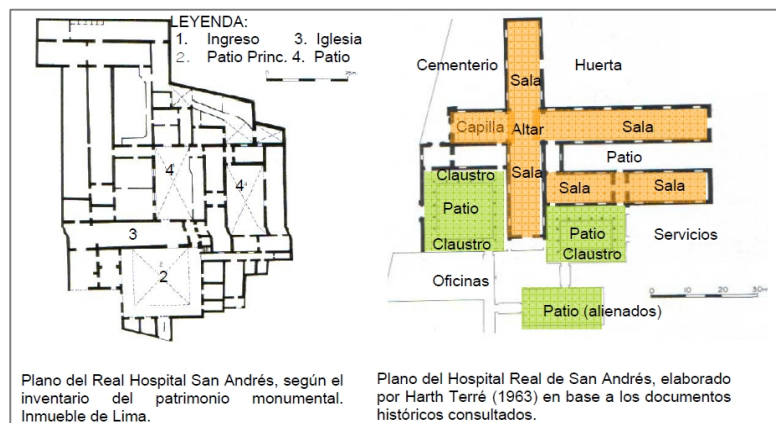 LEYENDA:
1. Ingreso 3. Iglesia
2. Patio Princ. 4. Patio
4
4
3
2
Cementerio
Huerta
Sala
Capilla
Altar
Sala
Patio
Claustro
Sala
Sala
Sala
Patio
Patio
Claustro
Claustro
Servicios
Oficinas
0 10 20 30m
Patio (alienados)
Plano del Real Hospital San Andrés, según el
inventario del patrimonio monumental.
Inmueble de Lima.
Plano del Hospital Real de San Andrés, elaborado
por Harth Terré (1963) en base a los documentos
históricos consultados.